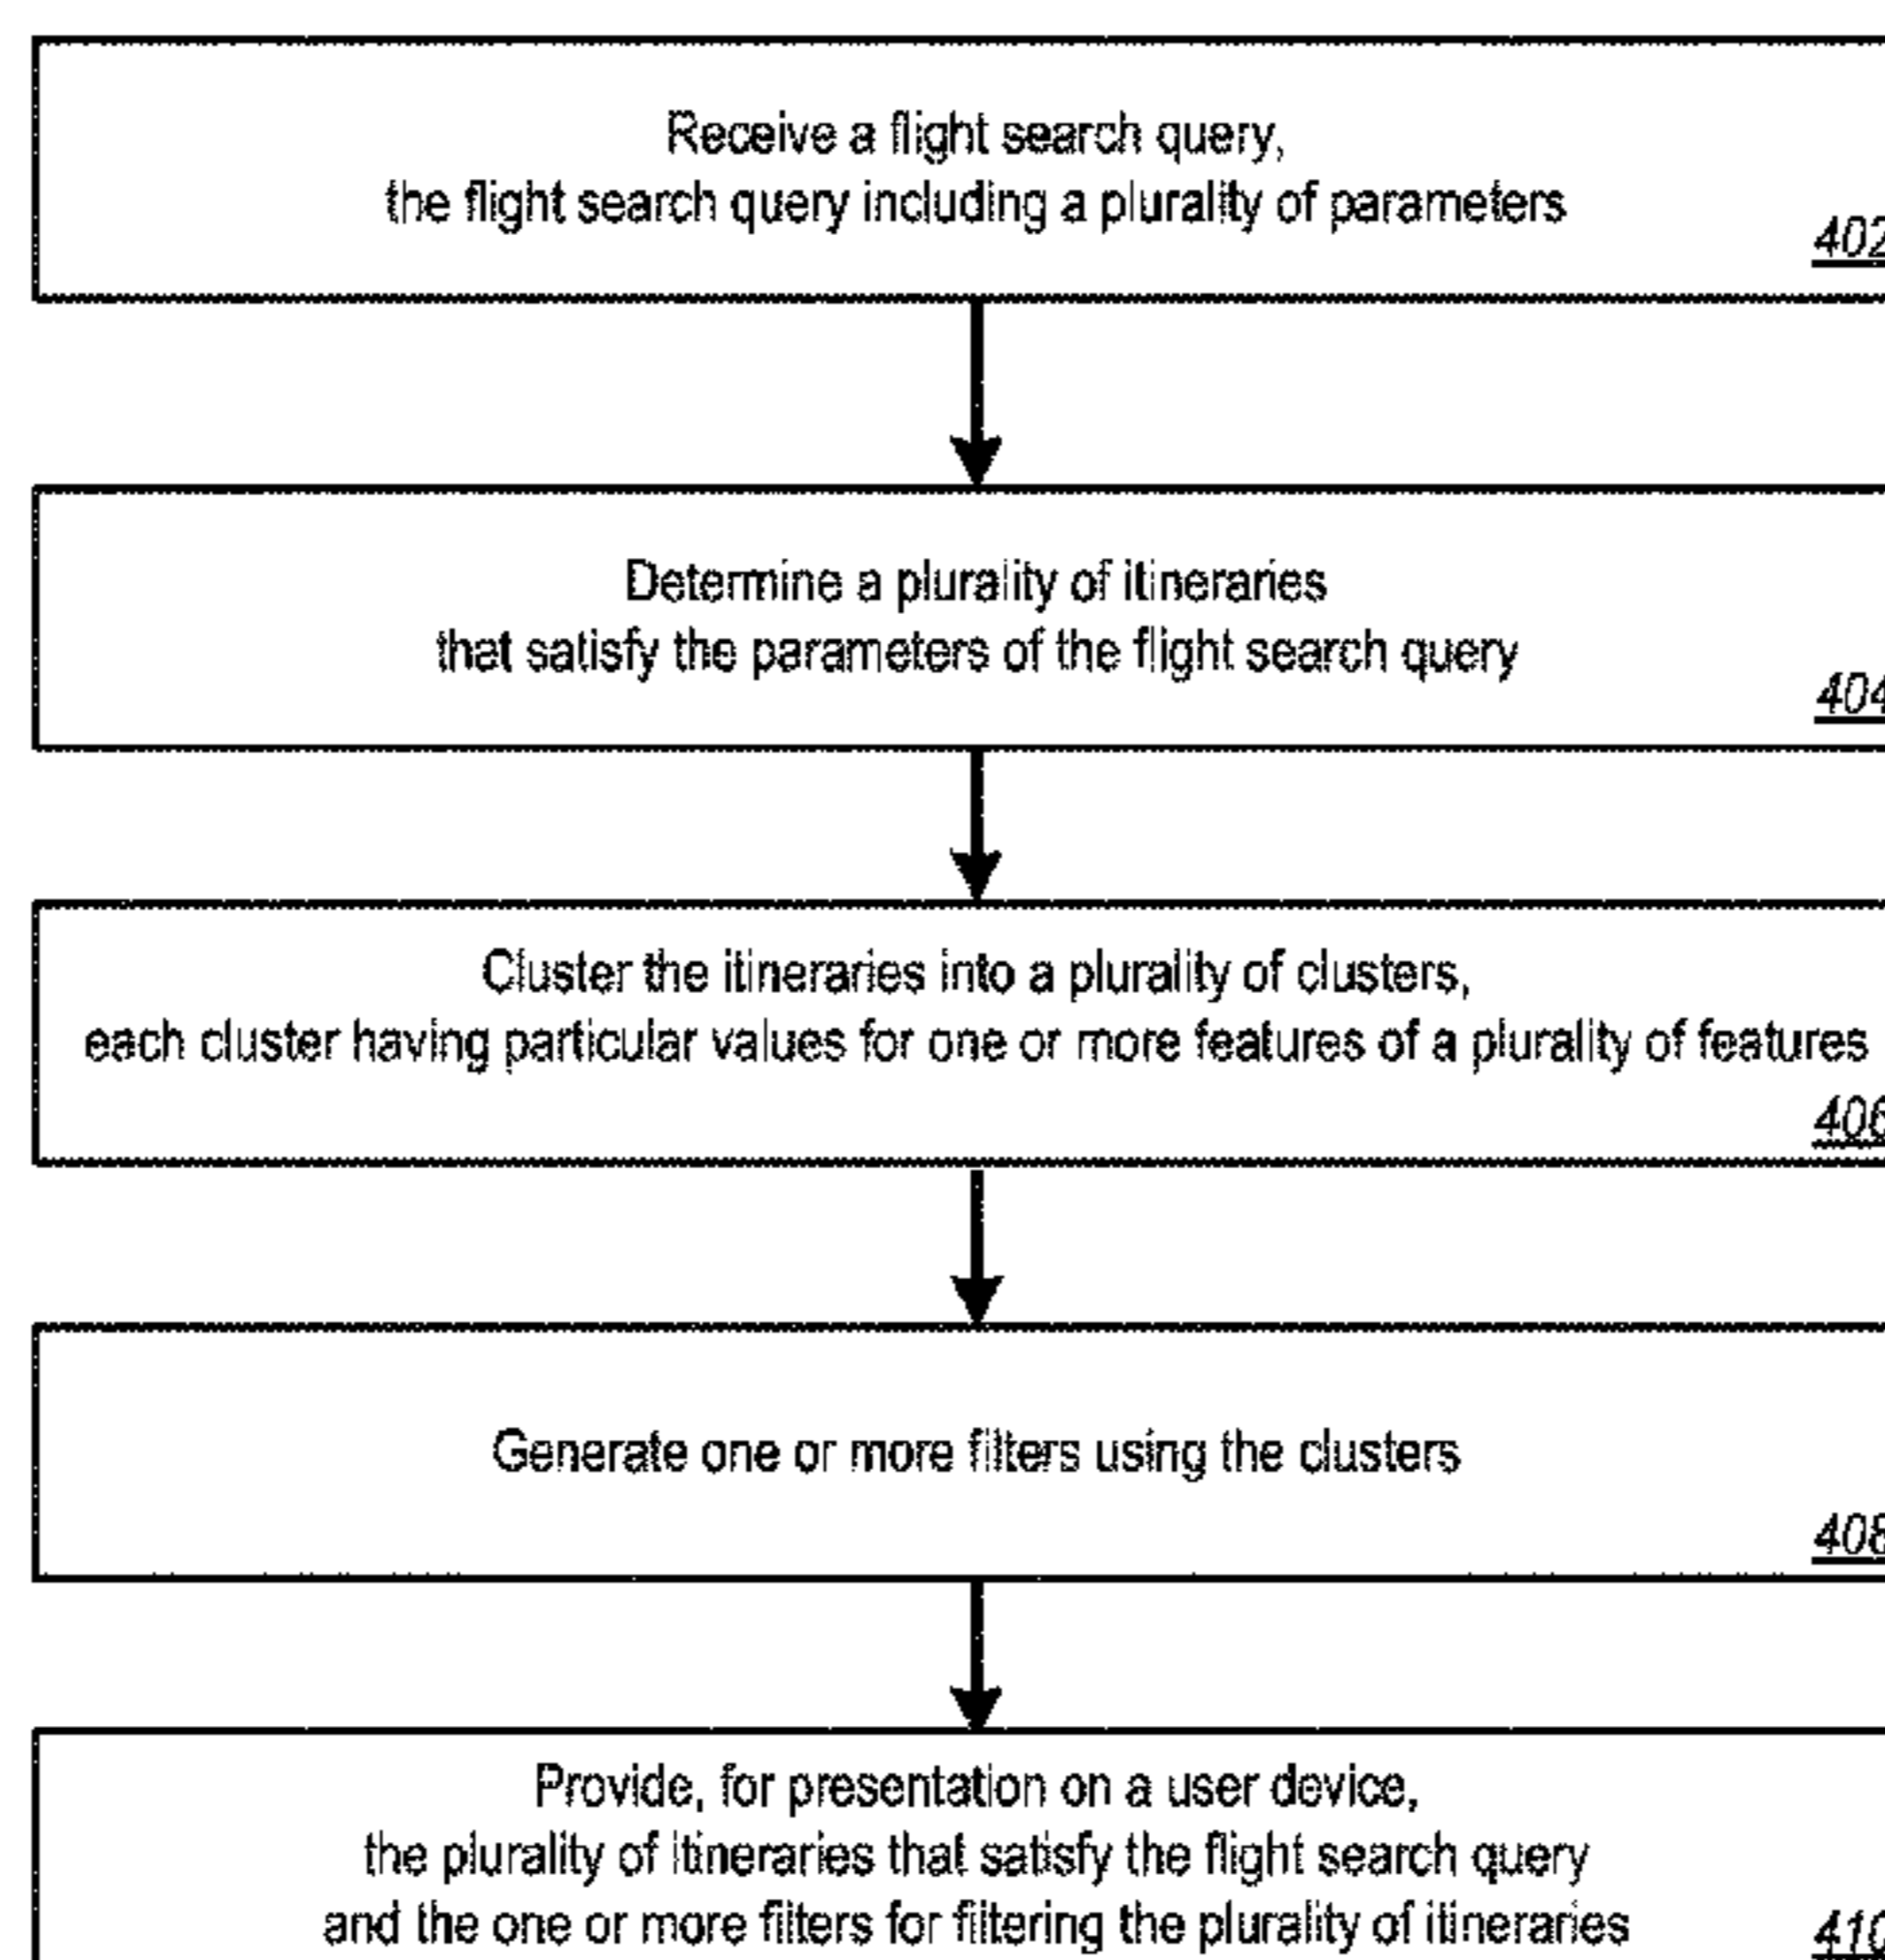 Receive a flight search query,
the flight search query including a plurality of parameters
402
Determine a plurality of itineraries
that satisfy the parameters of the flight search query
404
Cluster the itineraries into a plurality of clusters,
each cluster having particular values for one or more features of a plurality of features
406
Generate one or more filters using the clusters
408
Provide, for presentation on a user device,
the plurality of itineraries that satisfy the flight search query
and the one or more filters for filtering the plurality of itineraries
410